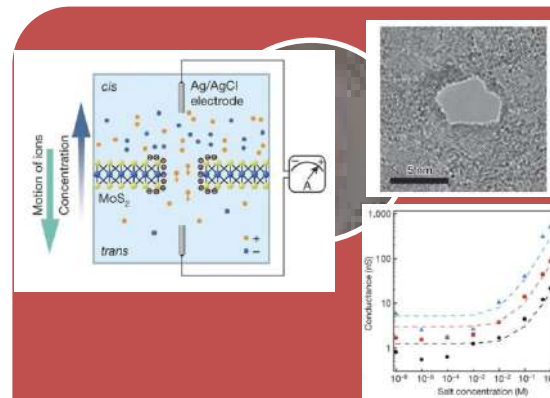 cis
Ag/AgCl
electrode
Motion of ions
Concentration
MoS2
trans
+
−
−
+
A
5 nm
Conductance (nS)
1,000
100
10
1
Salt concentration (M)